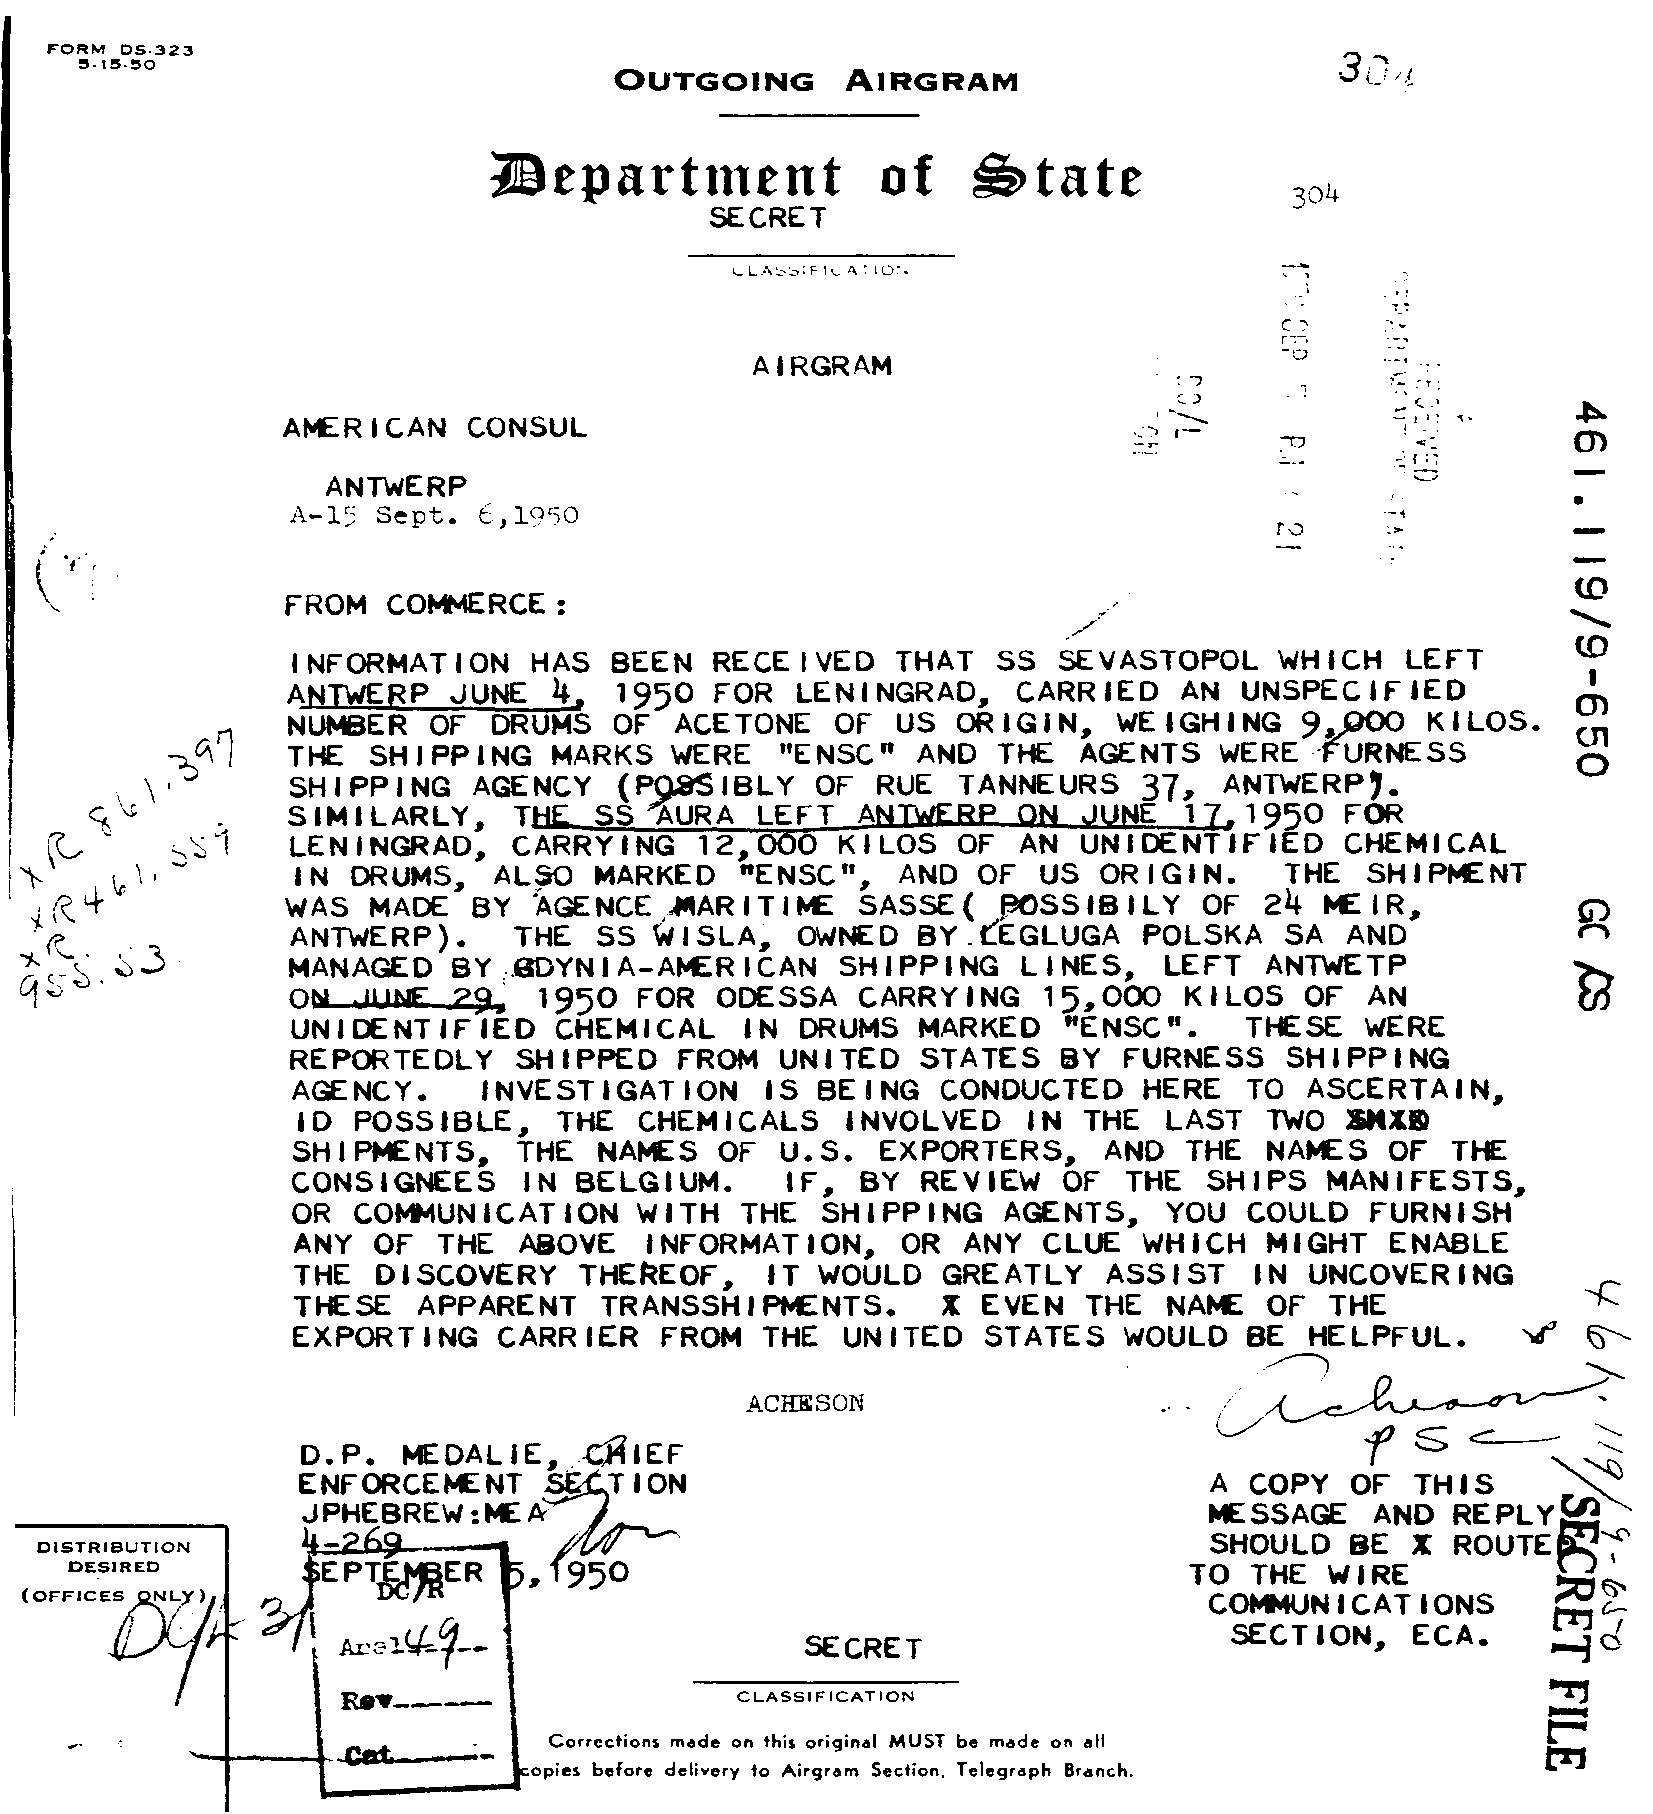 FORM DS-323
5-15-50
OUTGOING AIRGRAM
304
Department of State
SECRET
304
CLASSIFICATION
AIRGRAM
RECEIVED
AMERICAN CONSUL
ANTWERP
A-15 Sept. 6,1950
461.119/9-650
FROM COMMERCE:
INFORMATION HAS BEEN RECEIVED THAT SS SEVASTOPOL WHICH LEFT
ANTWERP JUNE 4, 1950 FOR LENINGRAD, CARRIED AN UNSPECIFIED
NUMBER OF DRUMS OF ACETONE OF US ORIGIN, WEIGHING 9,000 KILOS.
THE SHIPPING MARKS WERE "ENSC" AND THE AGENTS WERE FURNESS
SHIPPING AGENCY (POSSIBLY OF RUE TANNEURS 37, ANTWERP).
SIMILARLY, THE SS AURA LEFT ANTWERP ON JUNE 17,1950 FOR
LENINGRAD, CARRYING 12,000 KILOS OF AN UNIDENTIFIED CHEMICAL
IN DRUMS, ALSO MARKED "ENSC", AND OF US ORIGIN. THE SHIPMENT
WAS MADE BY AGENCE MARITIME SASSE( POSSIBILY OF 24 MEIR,
ANTWERP). THE SS WISLA, OWNED BY LEGLUGA POLSKA SA AND
MANAGED BY GDYNIA-AMERICAN SHIPPING LINES, LEFT ANTWETP
ON JUNE 29, 1950 FOR ODESSA CARRYING 15,000 KILOS OF AN
UNIDENTIFIED CHEMICAL IN DRUMS MARKED "ENSC". THESE WERE
REPORTEDLY SHIPPED FROM UNITED STATES BY FURNESS SHIPPING
AGENCY. INVESTIGATION IS BEING CONDUCTED HERE TO ASCERTAIN,
ID POSSIBLE, THE CHEMICALS INVOLVED IN THE LAST TWO
SHIPMENTS, THE NAMES OF U.S. EXPORTERS, AND THE NAMES OF THE
CONSIGNEES IN BELGIUM. IF, BY REVIEW OF THE SHIPS MANIFESTS,
OR COMMUNICATION WITH THE SHIPPING AGENTS, YOU COULD FURNISH
ANY OF THE ABOVE INFORMATION, OR ANY CLUE WHICH MIGHT ENABLE
THE DISCOVERY THEREOF, IT WOULD GREATLY ASSIST IN UNCOVERING
THESE APPARENT TRANSSHIPMENTS. X EVEN THE NAME OF THE
EXPORTING CARRIER FROM THE UNITED STATES WOULD BE HELPFUL.
xR 861.397
xR461.559
xR.
955.53
GC
CS
ACHESON
Acheson
PSC
461.119/9-650
D.P. MEDALIE, CHIEF
ENFORCEMENT SECTION
JPHEBREW:MEA
4-269
SEPTEMBER 5,1950
A COPY OF THIS
MESSAGE AND REPLY
SHOULD BE X ROUTED
TO THE WIRE
COMMUNICATIONS
SECTION, ECA.
SECRET FILE
DISTRIBUTION
DESIRED
(OFFICES ONLY)
DC/R
Anal 49
Rev
Cat
SECRET
CLASSIFICATION
Corrections made on this original MUST be made on all
copies before delivery to Airgram Section, Telegraph Branch.